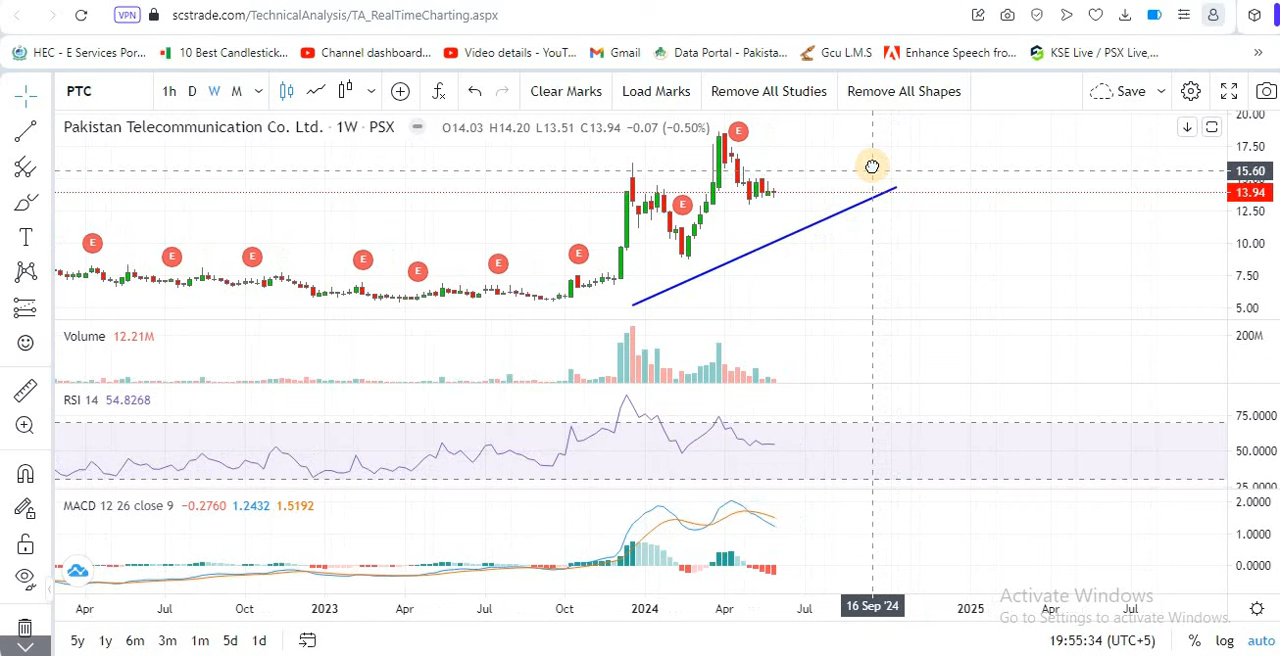 VPN
scstrade.com/TechnicalAnalysis/TA_RealTimeCharting.aspx
HEC - E Services Por...
10 Best Candlestick...
Channel dashboard...
Video details - YouT...
Gmail
Data Portal - Pakista...
Gcu L.M.S
Enhance Speech fro...
KSE Live / PSX Live,...
»
PTC
1h D W M
Clear Marks
Load Marks
Remove All Studies
Remove All Shapes
Save
Pakistan Telecommunication Co. Ltd. · 1W · PSX
O14.03 H14.20 L13.51 C13.94 −0.07 (−0.50%)
20.00
17.50
15.60
13.94
12.50
10.00
7.50
5.00
E
E
E
E
E
E
E
E
E
Volume 12.21M
200M
RSI 14 54.8268
75.0000
50.0000
25.0000
MACD 12 26 close 9 −0.2760 1.2432 1.5192
2.0000
1.0000
0.0000
Apr Jul Oct 2023 Apr Jul Oct 2024 Apr Jul 16 Sep '24 2025 Apr Jul
Activate Windows
Go to Settings to activate Windows.
5y 1y 6m 3m 1m 5d 1d
19:55:34 (UTC+5) % log auto